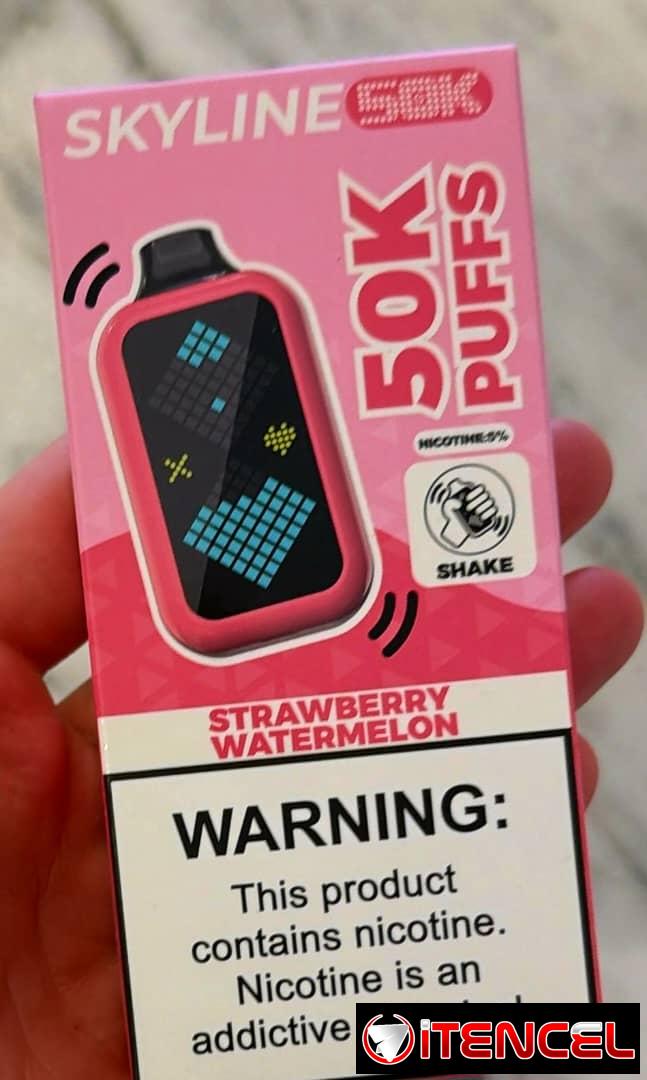 SKYLINE 50K
50K
PUFFS
NICOTINE:5%
SHAKE
STRAWBERRY
WATERMELON
WARNING:
This product
contains nicotine.
Nicotine is an
addictive
iTENCEL